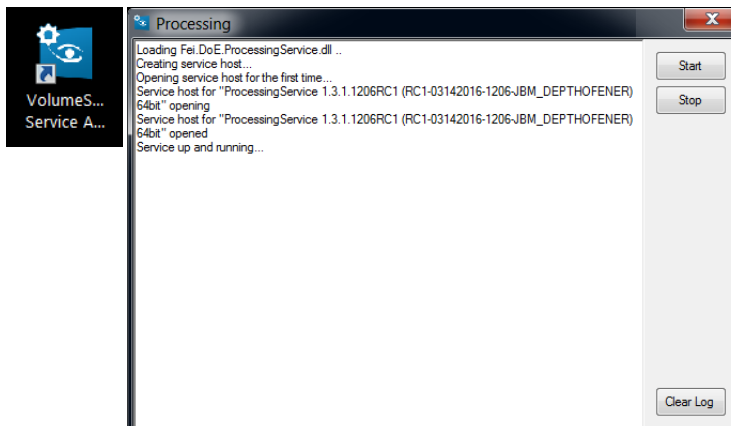 VolumeS...
Service A...
Processing
X
Loading Fei.DoE.ProcessingService.dll ..
Creating service host...
Opening service host for the first time...
Service host for "ProcessingService 1.3.1.1206RC1 (RC1-03142016-1206-JBM_DEPTHOFENER)
64bit" opening
Service host for "ProcessingService 1.3.1.1206RC1 (RC1-03142016-1206-JBM_DEPTHOFENER)
64bit" opened
Service up and running...
Start
Stop
Clear Log